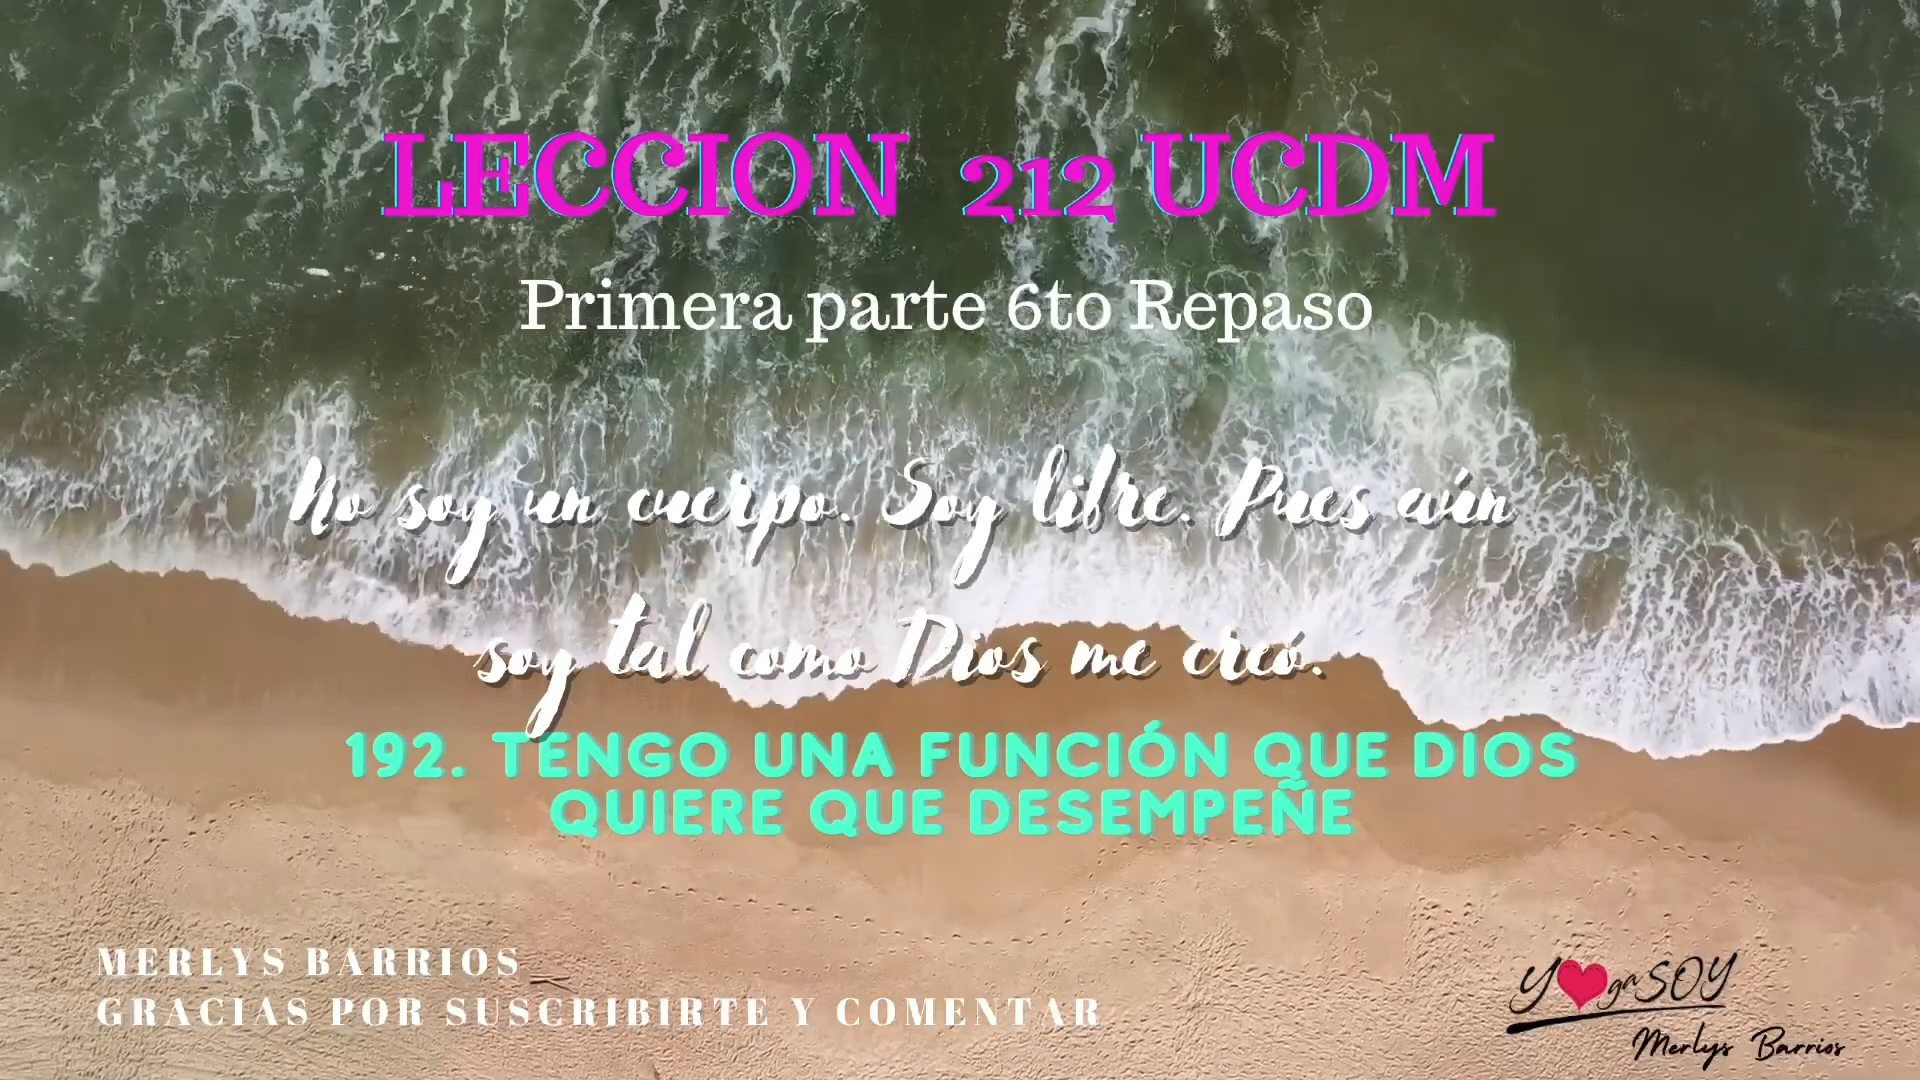 LECCION 212 UCDM
Primera parte 6to Repaso
No soy un cuerpo. Soy libre. Pues aún
soy tal como Dios me creó.
192. TENGO UNA FUNCIÓN QUE DIOS
QUIERE QUE DESEMPEÑE
MERLYS BARRIOS
GRACIAS POR SUSCRIBIRTE Y COMENTAR
YogaSOY
Merlys Barrios